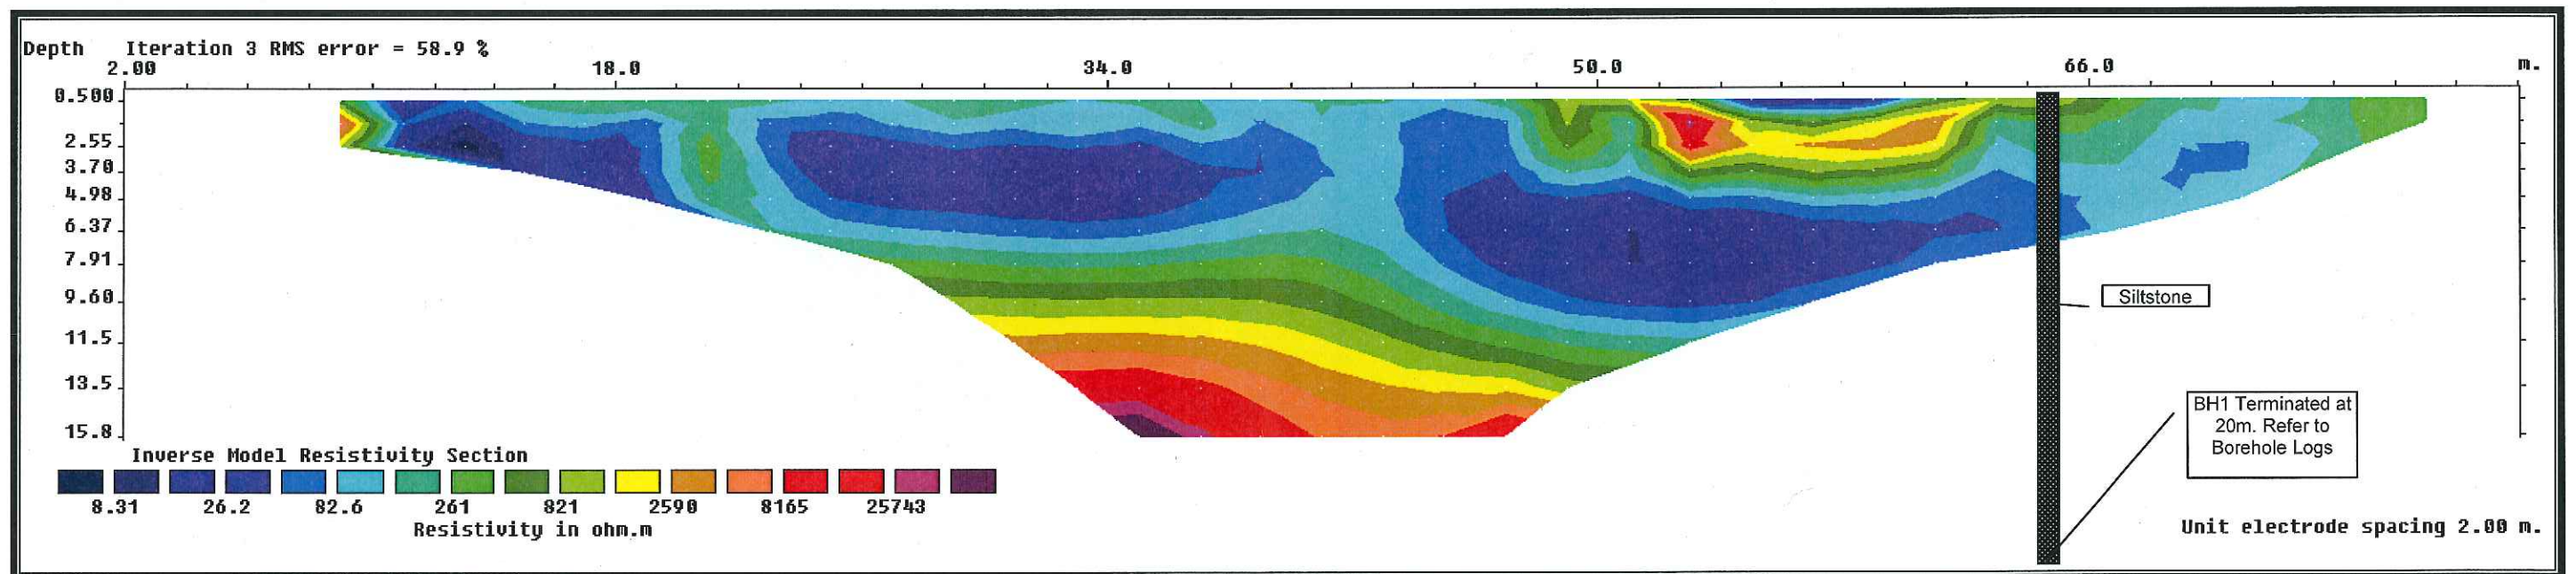 Depth Iteration 3 RMS error = 58.9 %
2.00 18.0 34.0 50.0 66.0 m.
0.500
2.55
3.70
4.98
6.37
7.91
9.60
11.5
13.5
15.8
Siltstone
BH1 Terminated at
20m. Refer to
Borehole Logs
Inverse Model Resistivity Section
8.31 26.2 82.6 261 821 2590 8165 25743
Resistivity in ohm.m
Unit electrode spacing 2.00 m.